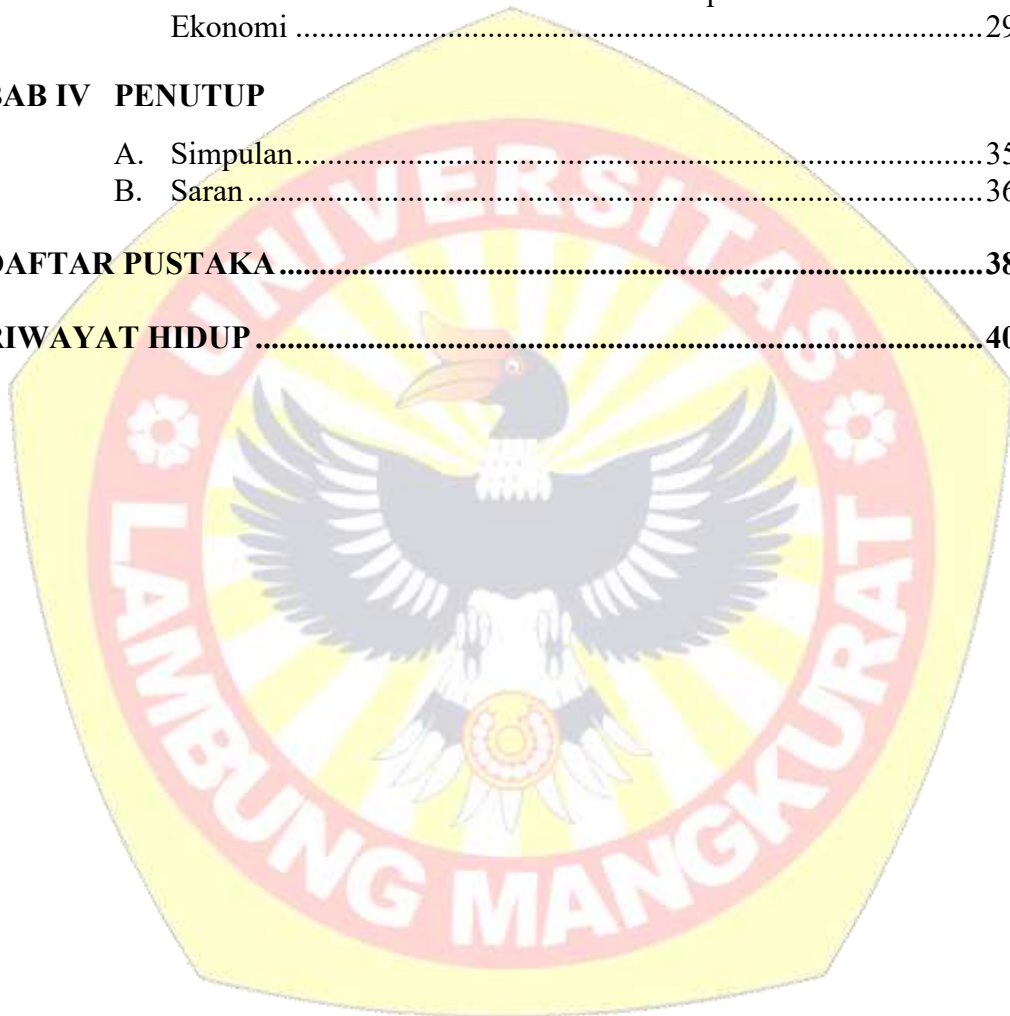 Ekonomi ........................................................................................29
BAB IV PENUTUP
A. Simpulan........................................................................................35
B. Saran..............................................................................................36
DAFTAR PUSTAKA..........................................................................................38
RIWAYAT HIDUP.............................................................................................40
UNIVERSITAS
LAMBUNG MANGKURAT